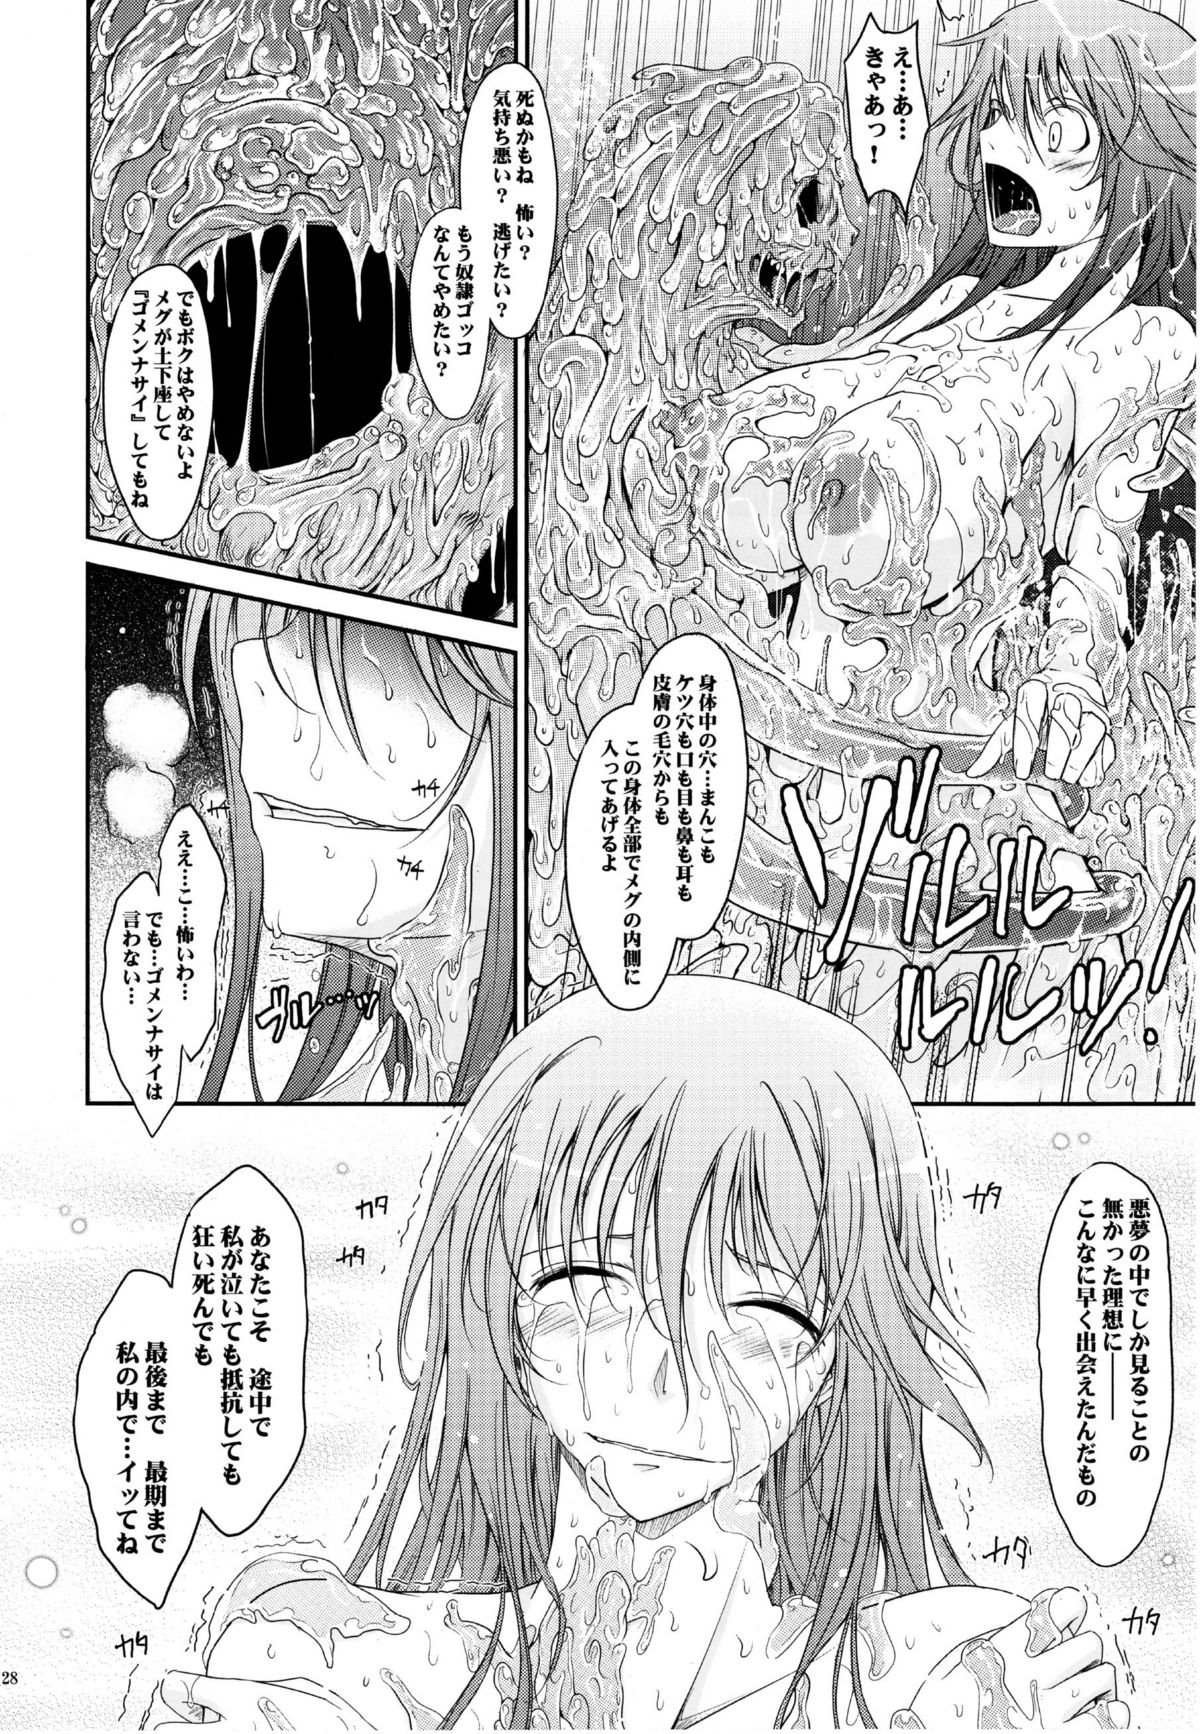 え…あ…
きゃあっ！
身体中の穴…まんこも
ケツ穴も口も目も鼻も耳も
皮膚の毛穴からも
この身体全部でメグの内側に
入ってあげるよ
ゾルルル
ルルルッ！
死ぬかもね　怖い？
気持ち悪い？　逃げたい？
もう奴隷ゴッコ
なんてやめたい？
でもボクはやめないよ
メグが土下座して
『ゴメンナサイ』してもね
カチ
カチ
ブル…ッ
ええ…こ…怖いわ…
でも…ゴメンナサイは
言わない…
悪夢の中でしか見ることの
無かった理想に――
こんなに早く出会えたんだもの
カタ
カタ
カタ
カタ
カタ
カダ
あなたこそ　途中で
私が泣いても抵抗しても
狂い死んでも
最後まで　最期まで
私の内で…イッてね
28